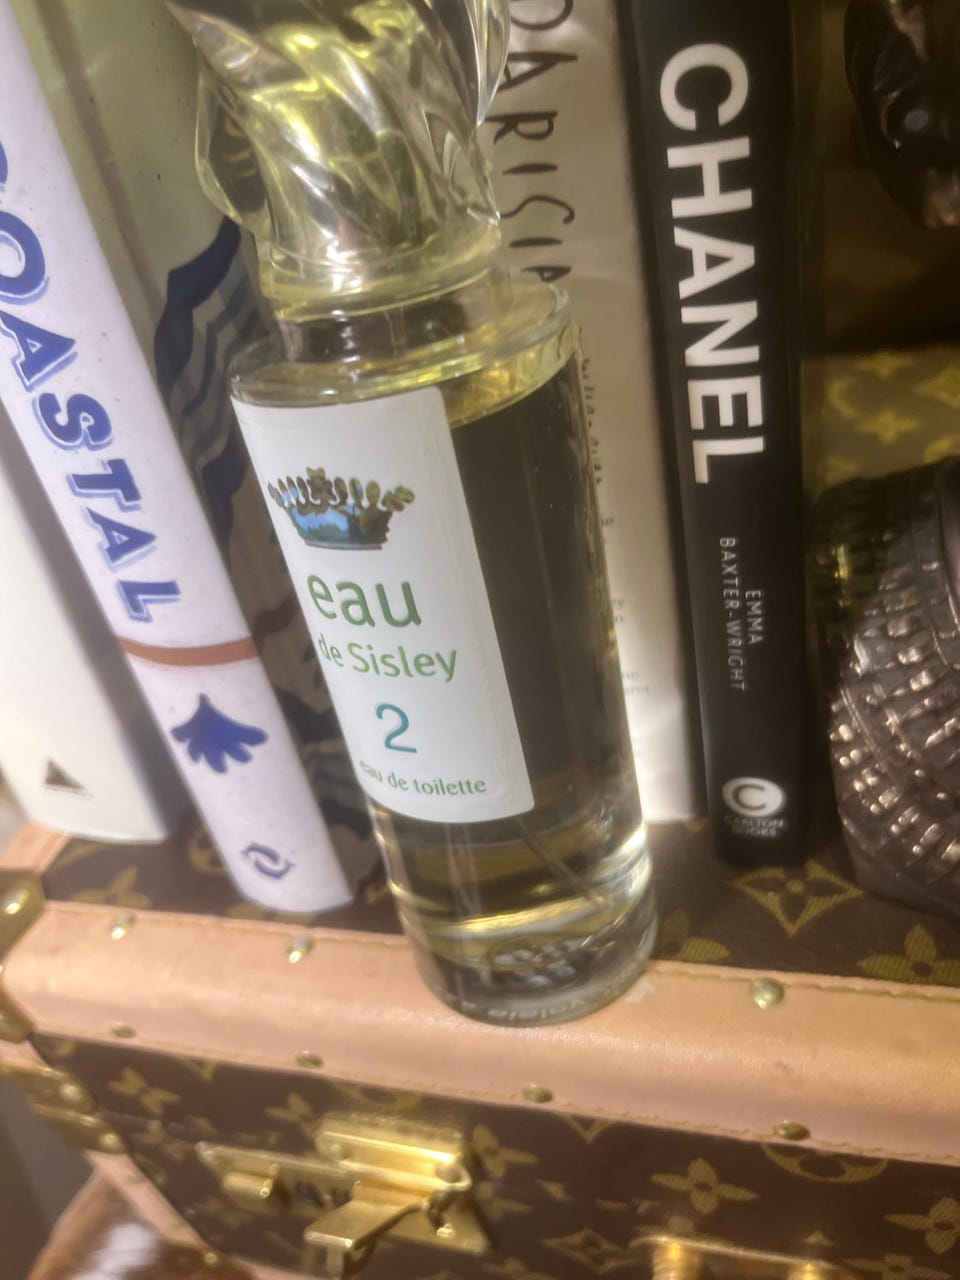 COASTAL
PARISIA
CHANEL
EMMA
BAXTER-WRIGHT
CARLTON
BOOKS
eau
de Sisley
2
eau de toilette